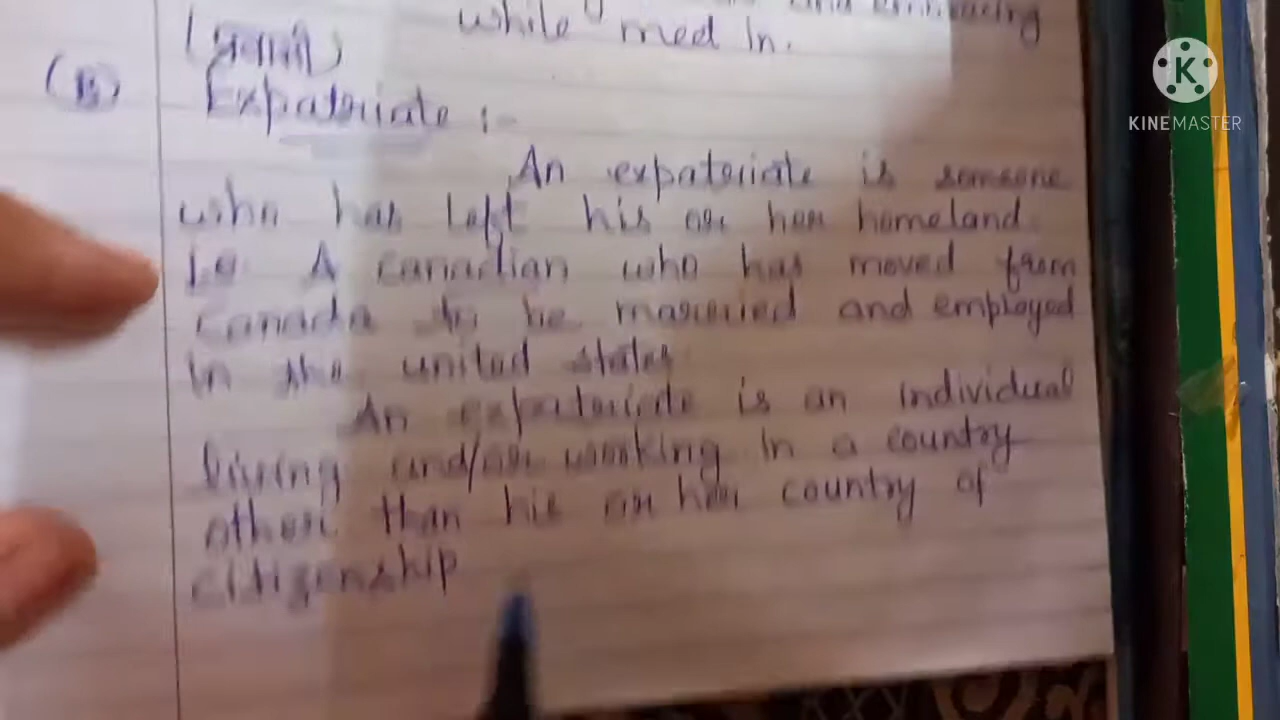 while med in.
(प्रवासी)
(B) Expatriate :-
An expatriate is someone
who has left his or her homeland.
i.e. A canadian who has moved from
canada to be married and employed
in the united states
An expatriate is an individual
living and/or working in a country
other than his or her country of
citizenship
KINEMASTER